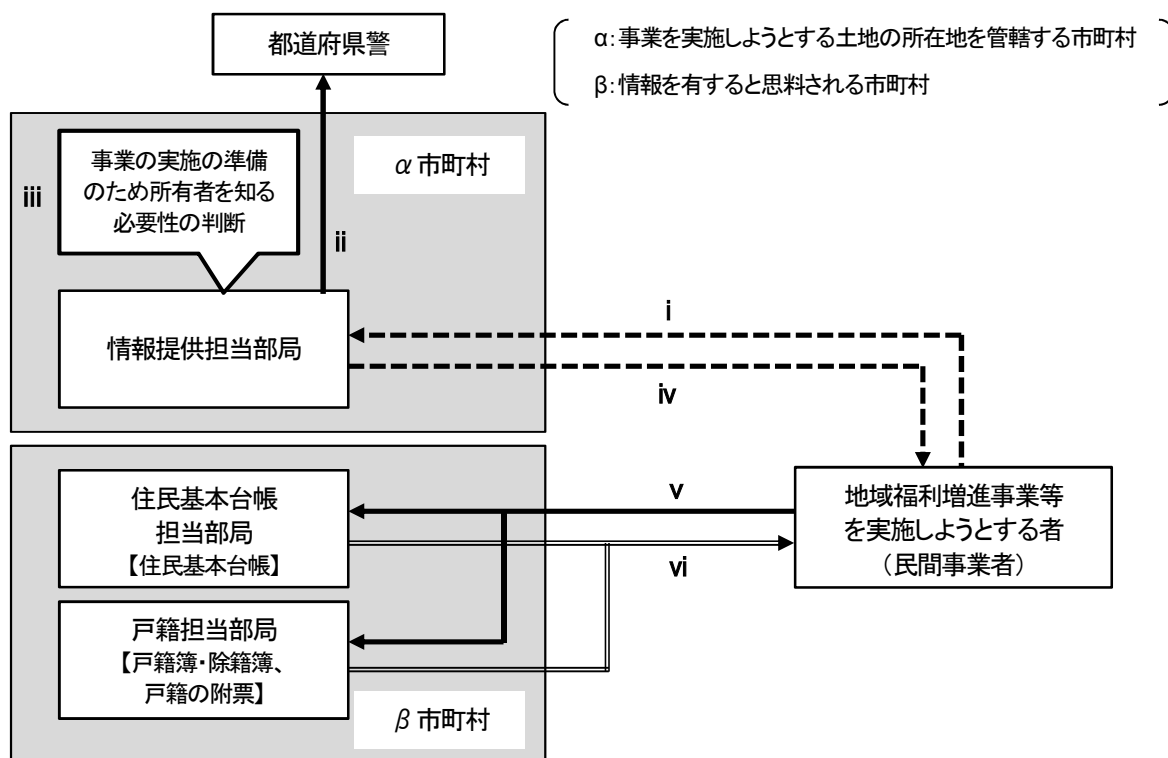 都道府県警
α：事業を実施しようとする土地の所在地を管轄する市町村
β：情報を有すると思料される市町村
α 市町村
iii
事業の実施の準備
のため所有者を知る
必要性の判断
ii
情報提供担当部局
i
iv
住民基本台帳
担当部局
【住民基本台帳】
v
vi
地域福利増進事業等
を実施しようとする者
（民間事業者）
戸籍担当部局
【戸籍簿・除籍簿、
戸籍の附票】
β 市町村